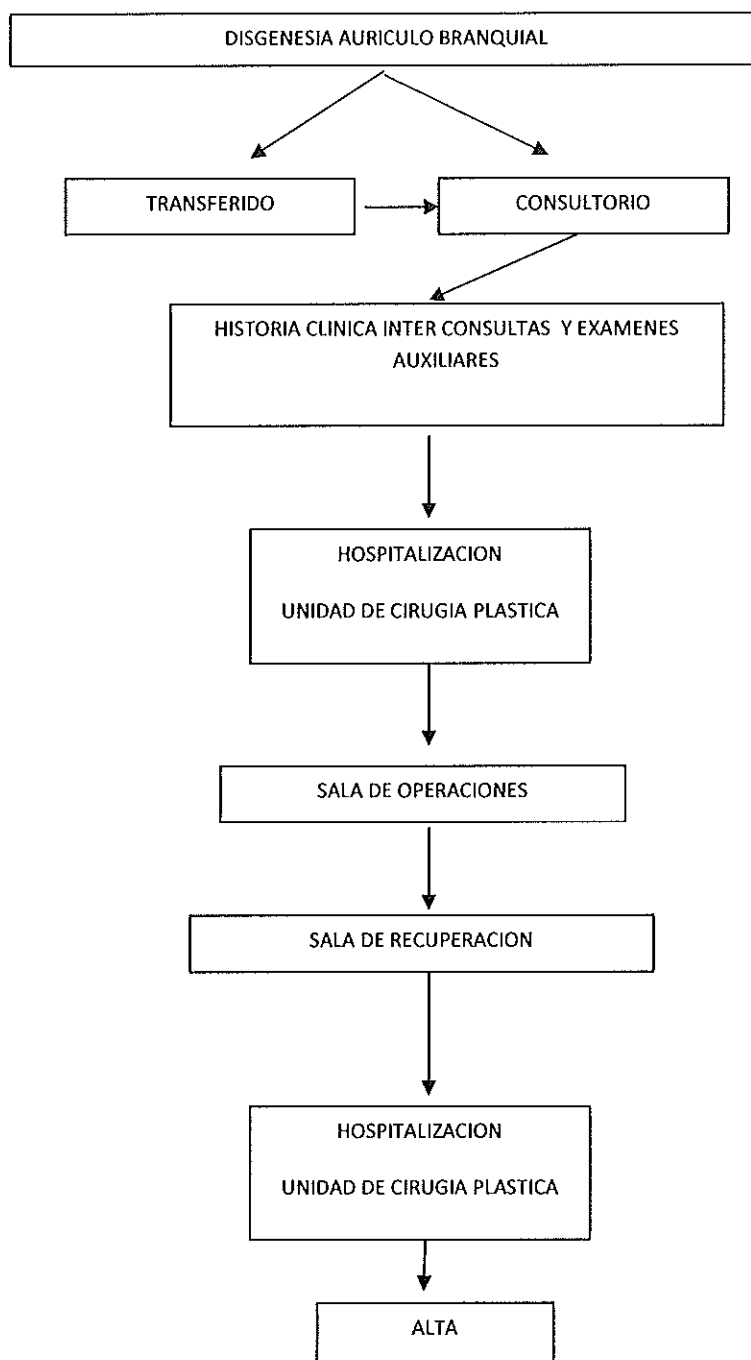 DISGENESIA AURICULO BRANQUIAL
TRANSFERIDO
CONSULTORIO
HISTORIA CLINICA INTER CONSULTAS Y EXAMENES
AUXILIARES
HOSPITALIZACION
UNIDAD DE CIRUGIA PLASTICA
SALA DE OPERACIONES
SALA DE RECUPERACION
HOSPITALIZACION
UNIDAD DE CIRUGIA PLASTICA
ALTA